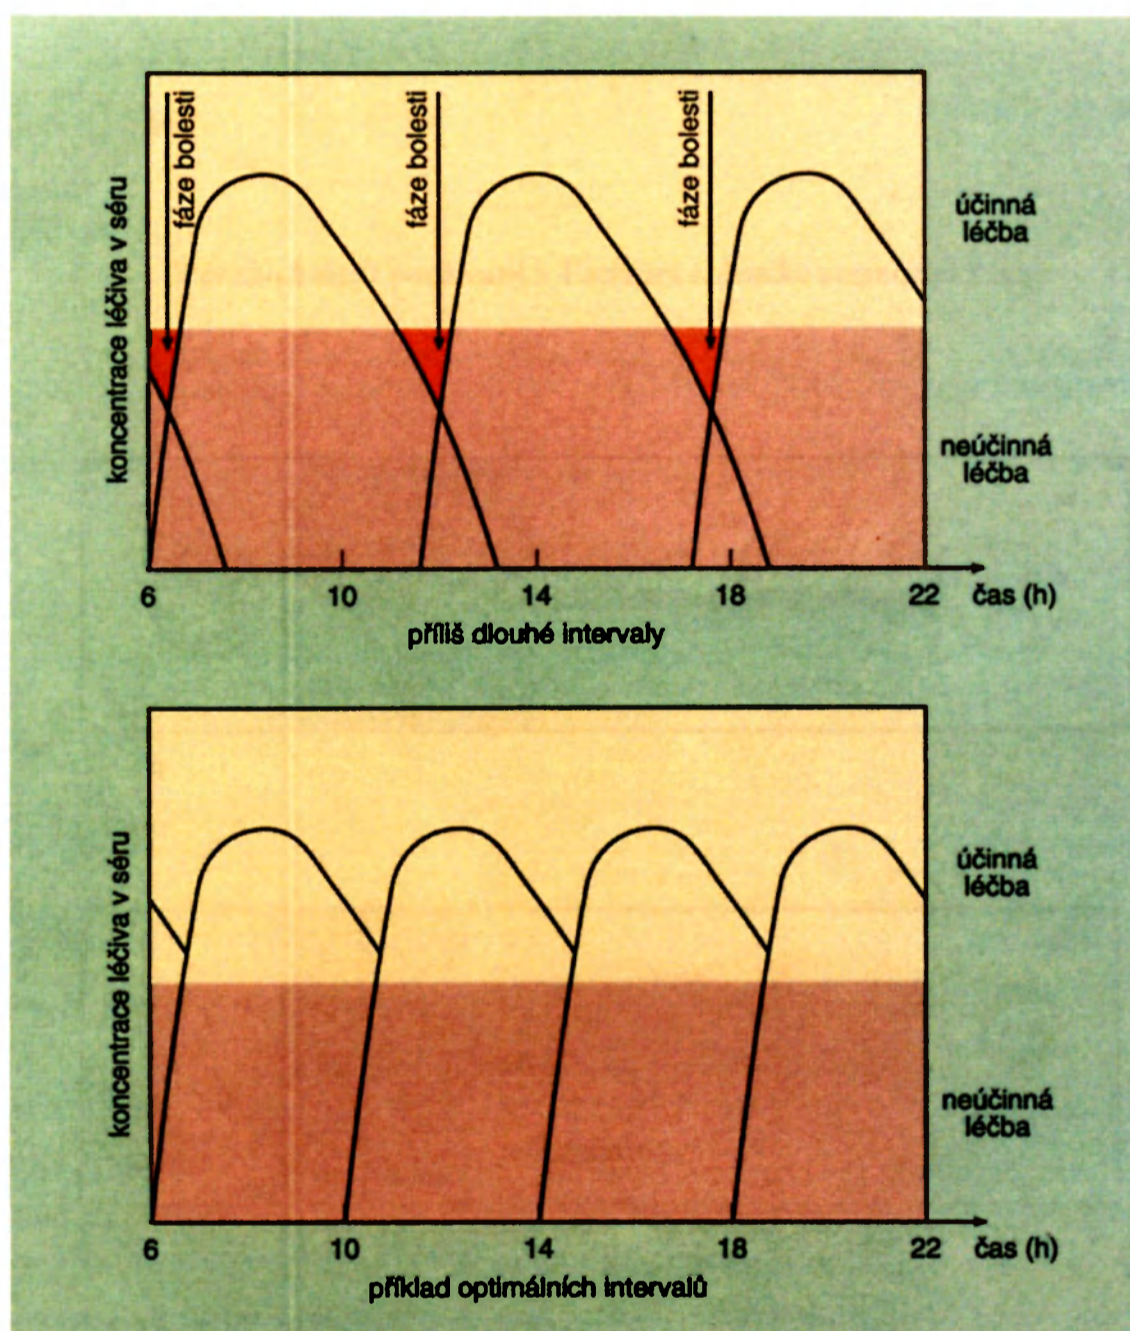 koncentrace léčiva v séru
fáze bolesti
fáze bolesti
fáze bolesti
účinná
léčba
neúčinná
léčba
6 10 14 18 22 čas (h)
příliš dlouhé intervaly
koncentrace léčiva v séru
účinná
léčba
neúčinná
léčba
6 10 14 18 22 čas (h)
příklad optimálních intervalů